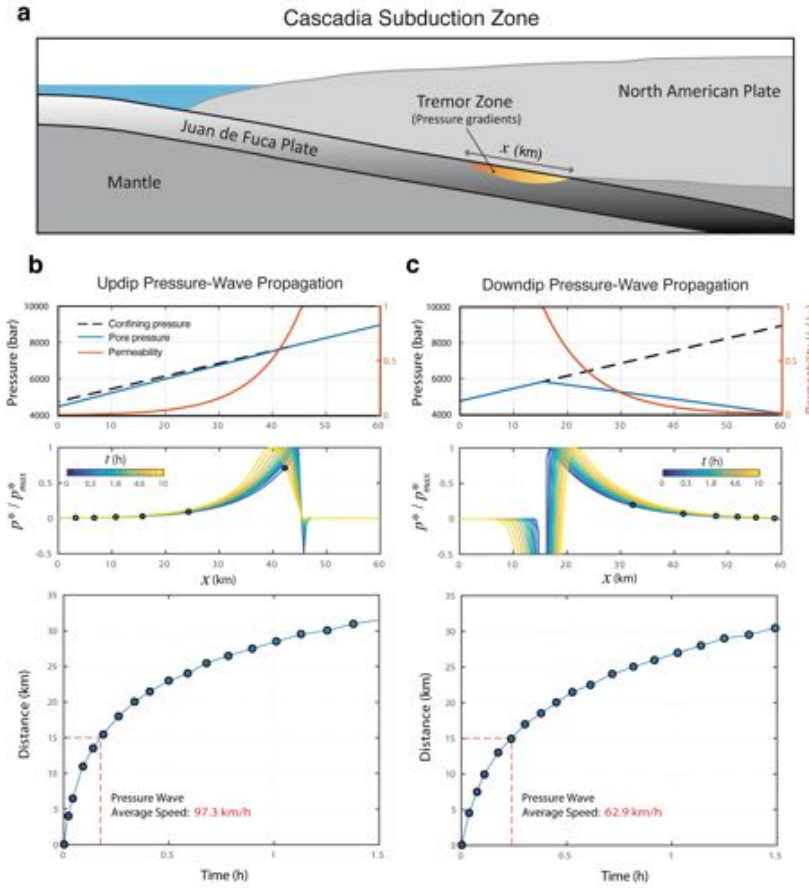 a
Cascadia Subduction Zone
North American Plate
Tremor Zone
(Pressure gradients)
x (km)
Juan de Fuca Plate
Mantle
b
Updip Pressure-Wave Propagation
Pressure (bar)
10000
8000
6000
4000
Confining pressure
Pore pressure
Permeability
1
0.5
0
0 10 20 30 40 50 60
p* / p*max
1
0.5
0
-0.5
t (h)
0 0.3 1.6 4.6 10
0 10 20 30 40 50 60
x (km)
Distance (km)
35
30
25
20
15
10
5
0
Pressure Wave
Average Speed: 97.3 km/h
0 0.5 1 1.5
Time (h)
c
Downdip Pressure-Wave Propagation
Pressure (bar)
10000
8000
6000
4000
1
0.5
0
0 10 20 30 40 50 60
p* / p*max
1
0.5
0
-0.5
t (h)
0 0.3 1.6 4.6 10
0 10 20 30 40 50 60
x (km)
Distance (km)
35
30
25
20
15
10
5
0
Pressure Wave
Average Speed: 62.9 km/h
0 0.5 1 1.5
Time (h)